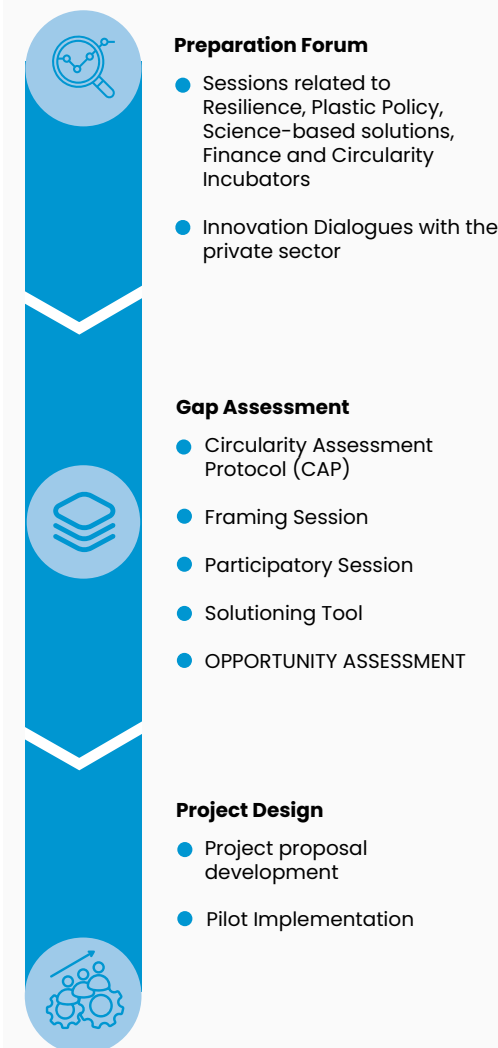 Preparation Forum
Sessions related to
Resilience, Plastic Policy,
Science-based solutions,
Finance and Circularity
Incubators
Innovation Dialogues with the
private sector
Gap Assessment
Circularity Assessment
Protocol (CAP)
Framing Session
Participatory Session
Solutioning Tool
OPPORTUNITY ASSESSMENT
Project Design
Project proposal
development
Pilot Implementation